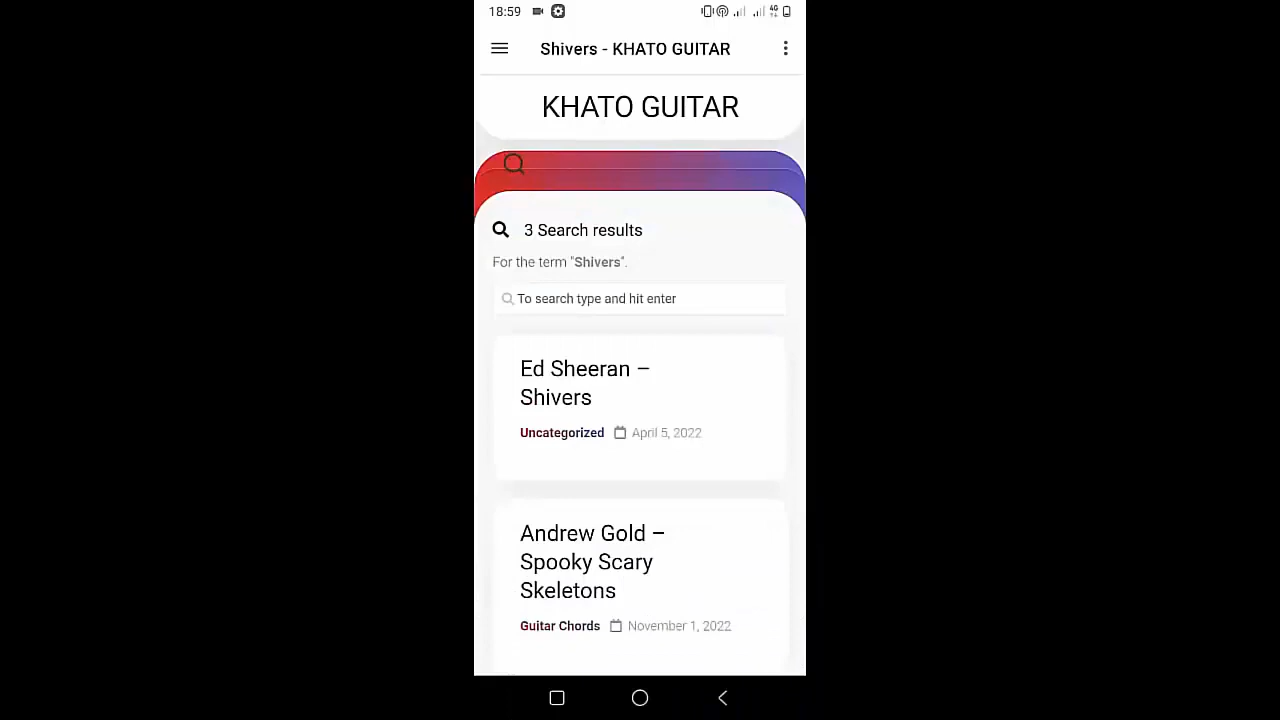 18:59
4G
Shivers - KHATO GUITAR
KHATO GUITAR
3 Search results
For the term "Shivers".
To search type and hit enter
Ed Sheeran –
Shivers
Uncategorized April 5, 2022
Andrew Gold –
Spooky Scary
Skeletons
Guitar Chords November 1, 2022